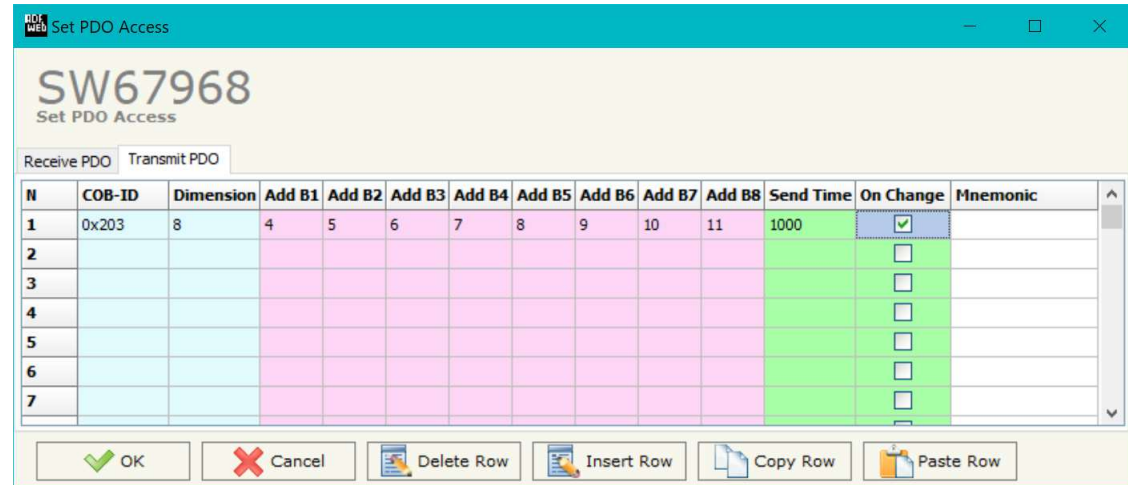 ADF
web Set PDO Access
SW67968
Set PDO Access
Receive PDO Transmit PDO
N COB-ID Dimension Add B1 Add B2 Add B3 Add B4 Add B5 Add B6 Add B7 Add B8 Send Time On Change Mnemonic
1 0x203 8 4 5 6 7 8 9 10 11 1000
2
3
4
5
6
7
OK Cancel Delete Row Insert Row Copy Row Paste Row